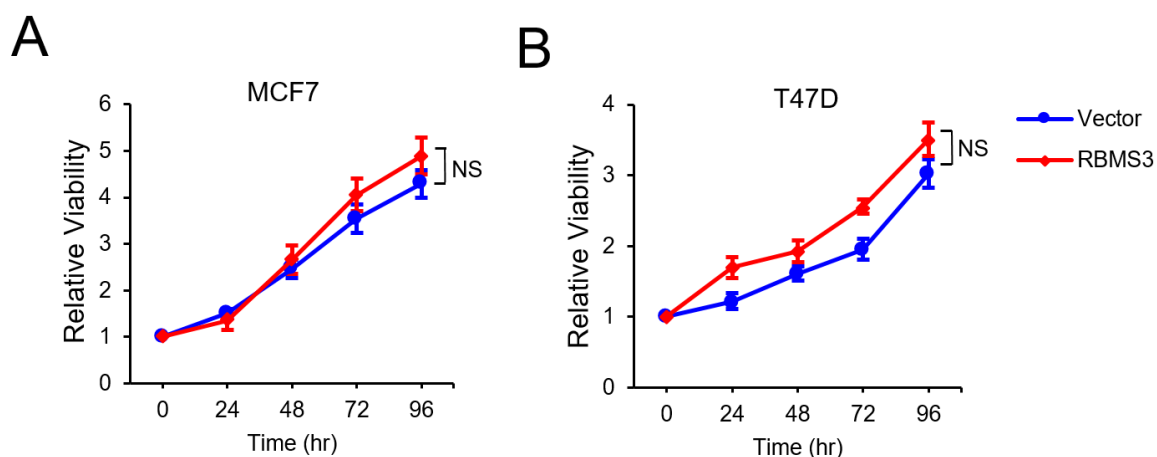 A
MCF7
Relative Viability
6
5
4
3
2
1
0
NS
0 24 48 72 96
Time (hr)
B
T47D
Relative Viability
4
3
2
1
0
NS
0 24 48 72 96
Time (hr)
Vector
RBMS3